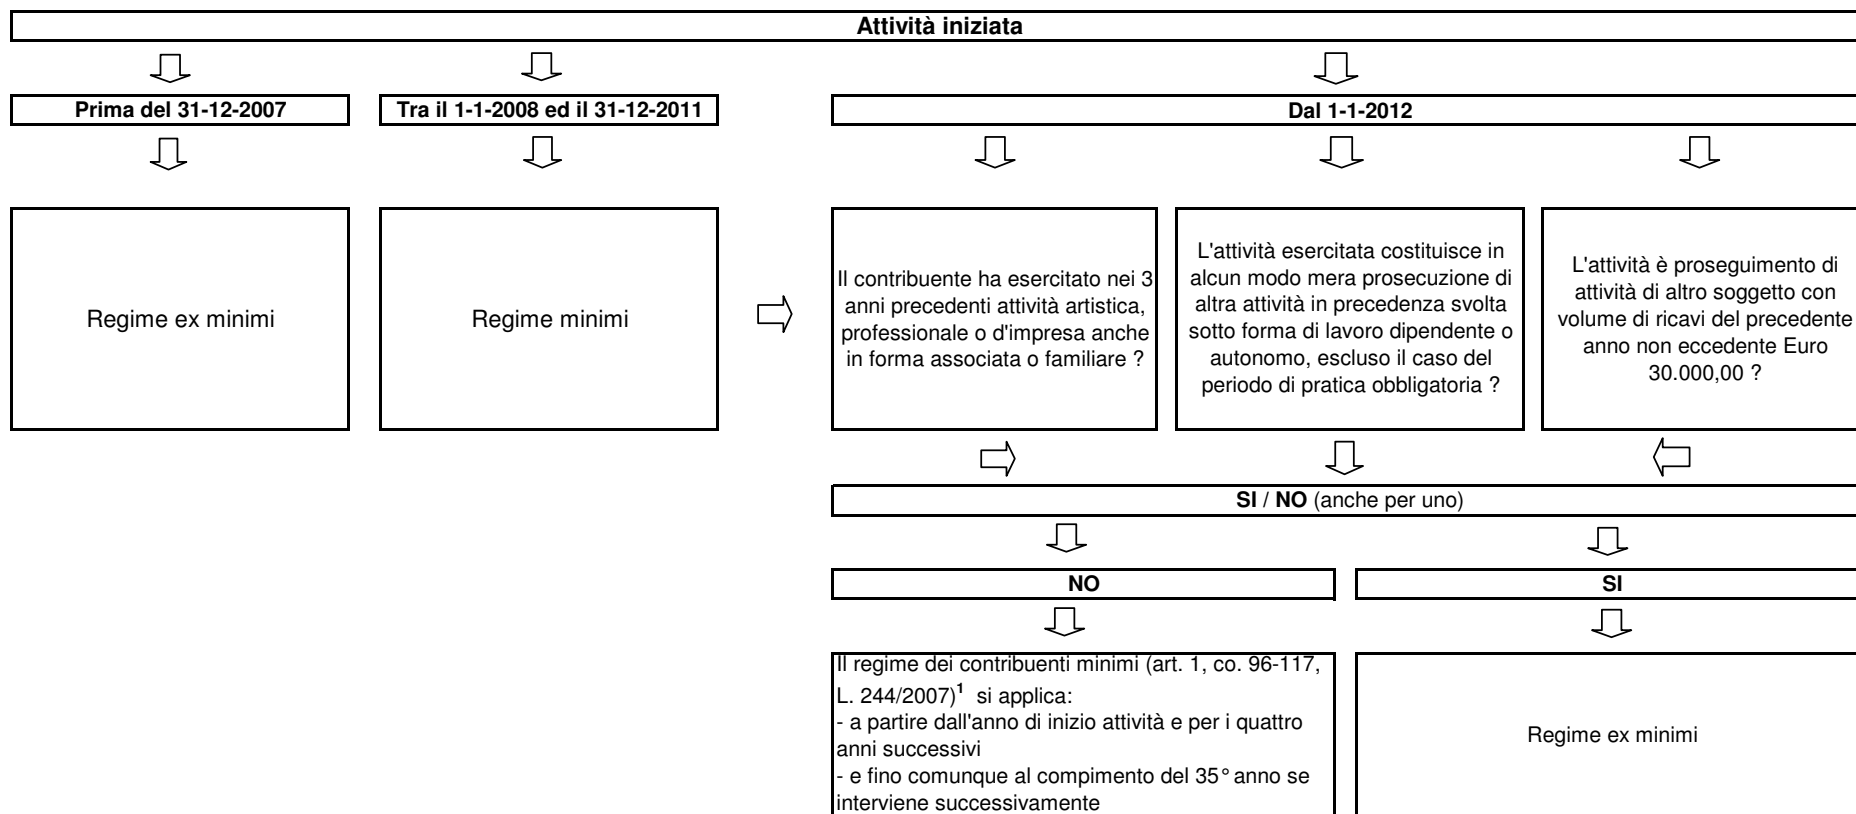 Attività iniziata
Prima del 31-12-2007
Tra il 1-1-2008 ed il 31-12-2011
Dal 1-1-2012
Regime ex minimi
Regime minimi
Il contribuente ha esercitato nei 3
anni precedenti attività artistica,
professionale o d'impresa anche
in forma associata o familiare ?
L'attività esercitata costituisce in
alcun modo mera prosecuzione di
altra attività in precedenza svolta
sotto forma di lavoro dipendente o
autonomo, escluso il caso del
periodo di pratica obbligatoria ?
L'attività è proseguimento di
attività di altro soggetto con
volume di ricavi del precedente
anno non eccedente Euro
30.000,00 ?
SI / NO (anche per uno)
NO
SI
Il regime dei contribuenti minimi (art. 1, co. 96-117,
L. 244/2007)¹ si applica:
- a partire dall'anno di inizio attività e per i quattro
anni successivi
- e fino comunque al compimento del 35° anno se
interviene successivamente
Regime ex minimi